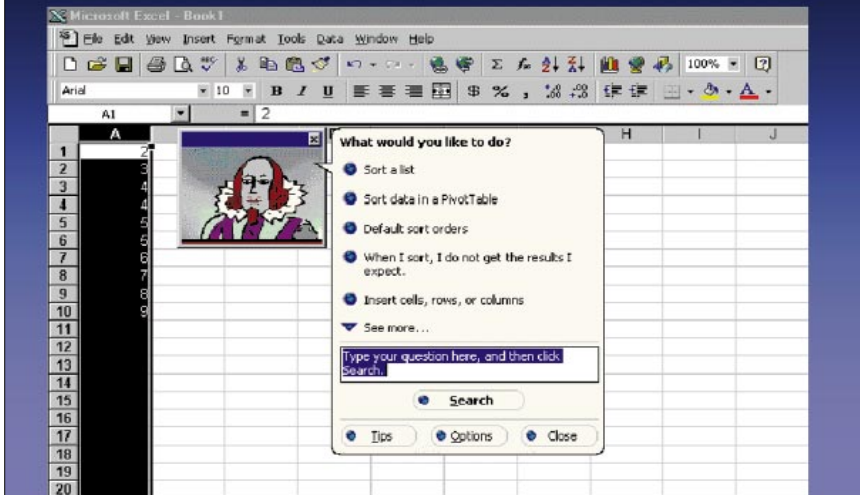 Microsoft Excel - Book1
File Edit View Insert Format Tools Data Window Help
100%
Arial 10 B I U $ % ,
A1 = 2
A H I J
What would you like to do?
Sort a list
Sort data in a PivotTable
Default sort orders
When I sort, I do not get the results I
expect.
Insert cells, rows, or columns
See more...
Type your question here, and then click
Search.
Search
Tips Options Close
1 2
2 3
3 4
4 4
5 5
6 6
7 6
8 7
9 8
10 9
11
12
13
14
15
16
17
18
19
20